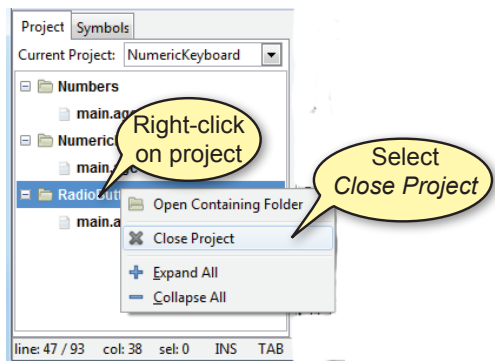 Project Symbols
Current Project: NumericKeyboard
Numbers
main.ag
Numeric
main.ag
Right-click
on project
Select
Close Project
RadioButt
Open Containing Folder
main.a
Close Project
Expand All
Collapse All
line: 47 / 93 col: 38 sel: 0 INS TAB